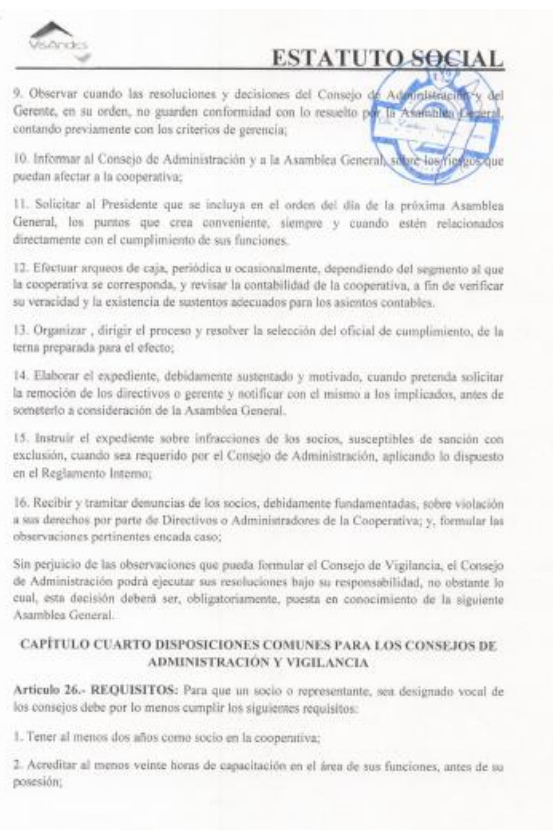 VisAndes
ESTATUTO SOCIAL
9. Observar cuando las resoluciones y decisiones del Consejo de Administración y del
Gerente, en su orden, no guarden conformidad con lo resuelto por la Asamblea General,
contando previamente con los criterios de gerencia;
10. Informar al Consejo de Administración y a la Asamblea General, sobre los riesgos que
puedan afectar a la cooperativa;
11. Solicitar al Presidente que se incluya en el orden del día de la próxima Asamblea
General, los puntos que crea conveniente, siempre y cuando estén relacionados
directamente con el cumplimiento de sus funciones.
12. Efectuar arqueos de caja, periódica u ocasionalmente, dependiendo del segmento al que
la cooperativa se corresponda, y revisar la contabilidad de la cooperativa, a fin de verificar
su veracidad y la existencia de sustentos adecuados para los asientos contables.
13. Organizar , dirigir el proceso y resolver la selección del oficial de cumplimiento, de la
terna preparada para el efecto;
14. Elaborar el expediente, debidamente sustentado y motivado, cuando pretenda solicitar
la remoción de los directivos o gerente y notificar con el mismo a los implicados, antes de
someterlo a consideración de la Asamblea General.
15. Instruir el expediente sobre infracciones de los socios, susceptibles de sanción con
exclusión, cuando sea requerido por el Consejo de Administración, aplicando lo dispuesto
en el Reglamento Interno;
16. Recibir y tramitar denuncias de los socios, debidamente fundamentadas, sobre violación
a sus derechos por parte de Directivos o Administradores de la Cooperativa; y, formular las
observaciones pertinentes encada caso;
Sin perjuicio de las observaciones que pueda formular el Consejo de Vigilancia, el Consejo
de Administración podrá ejecutar sus resoluciones bajo su responsabilidad, no obstante lo
cual, esta decisión deberá ser, obligatoriamente, puesta en conocimiento de la siguiente
Asamblea General.
CAPÍTULO CUARTO DISPOSICIONES COMUNES PARA LOS CONSEJOS DE
ADMINISTRACIÓN Y VIGILANCIA
Artículo 26.- REQUISITOS: Para que un socio o representante, sea designado vocal de
los consejos debe por lo menos cumplir los siguientes requisitos:
1. Tener al menos dos años como socio en la cooperativa;
2. Acreditar al menos veinte horas de capacitación en el área de sus funciones, antes de su
posesión;